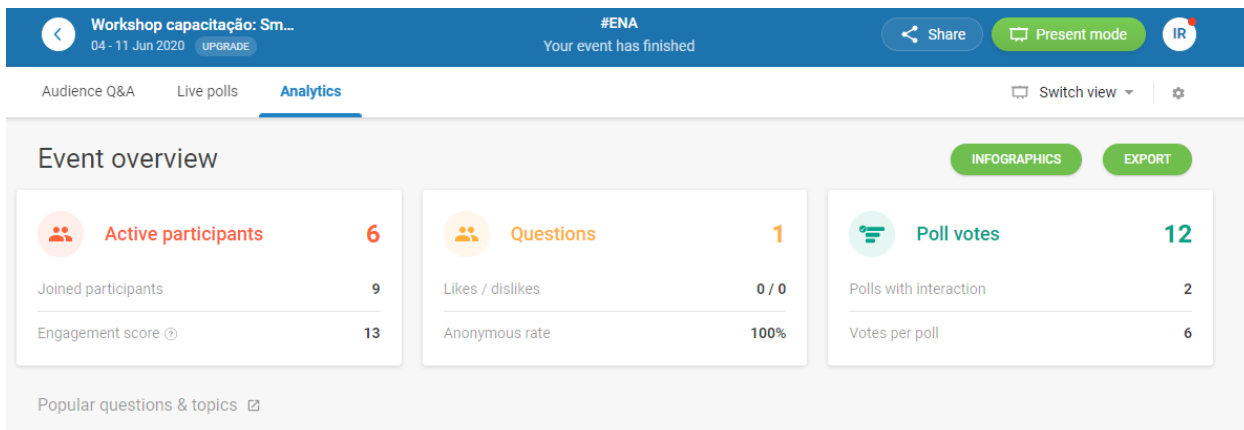 Workshop capacitação: Sm...
04 - 11 Jun 2020 UPGRADE
#ENA
Your event has finished
Share
Present mode
IR
Audience Q&A Live polls Analytics
Switch view
Event overview
INFOGRAPHICS
EXPORT
Active participants 6
Joined participants 9
Engagement score ? 13
Questions 1
Likes / dislikes 0 / 0
Anonymous rate 100%
Poll votes 12
Polls with interaction 2
Votes per poll 6
Popular questions & topics